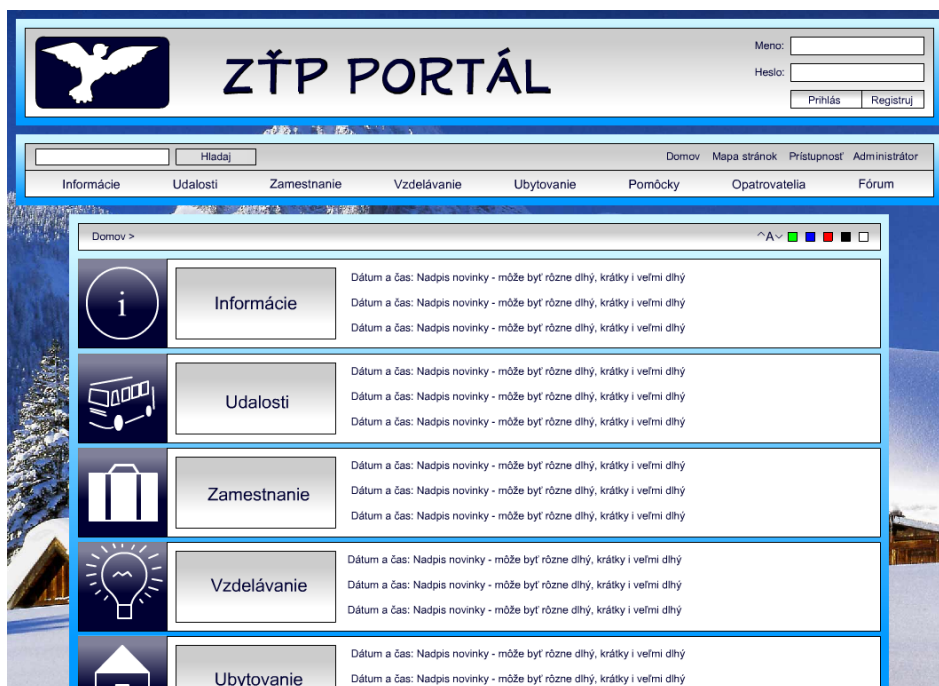 ZŤP PORTÁL
Meno:
Heslo:
Prihlás Registruj
Hladaj Domov Mapa stránok Prístupnosť Administrátor
Informácie Udalosti Zamestnanie Vzdelávanie Ubytovanie Pomôcky Opatrovatelia Fórum
Domov > ^A˅
i
Informácie
Dátum a čas: Nadpis novinky - môže byť rôzne dlhý, krátky i veľmi dlhý
Dátum a čas: Nadpis novinky - môže byť rôzne dlhý, krátky i veľmi dlhý
Dátum a čas: Nadpis novinky - môže byť rôzne dlhý, krátky i veľmi dlhý
Udalosti
Dátum a čas: Nadpis novinky - môže byť rôzne dlhý, krátky i veľmi dlhý
Dátum a čas: Nadpis novinky - môže byť rôzne dlhý, krátky i veľmi dlhý
Dátum a čas: Nadpis novinky - môže byť rôzne dlhý, krátky i veľmi dlhý
Zamestnanie
Dátum a čas: Nadpis novinky - môže byť rôzne dlhý, krátky i veľmi dlhý
Dátum a čas: Nadpis novinky - môže byť rôzne dlhý, krátky i veľmi dlhý
Dátum a čas: Nadpis novinky - môže byť rôzne dlhý, krátky i veľmi dlhý
Vzdelávanie
Dátum a čas: Nadpis novinky - môže byť rôzne dlhý, krátky i veľmi dlhý
Dátum a čas: Nadpis novinky - môže byť rôzne dlhý, krátky i veľmi dlhý
Dátum a čas: Nadpis novinky - môže byť rôzne dlhý, krátky i veľmi dlhý
Ubytovanie
Dátum a čas: Nadpis novinky - môže byť rôzne dlhý, krátky i veľmi dlhý
Dátum a čas: Nadpis novinky - môže byť rôzne dlhý, krátky i veľmi dlhý